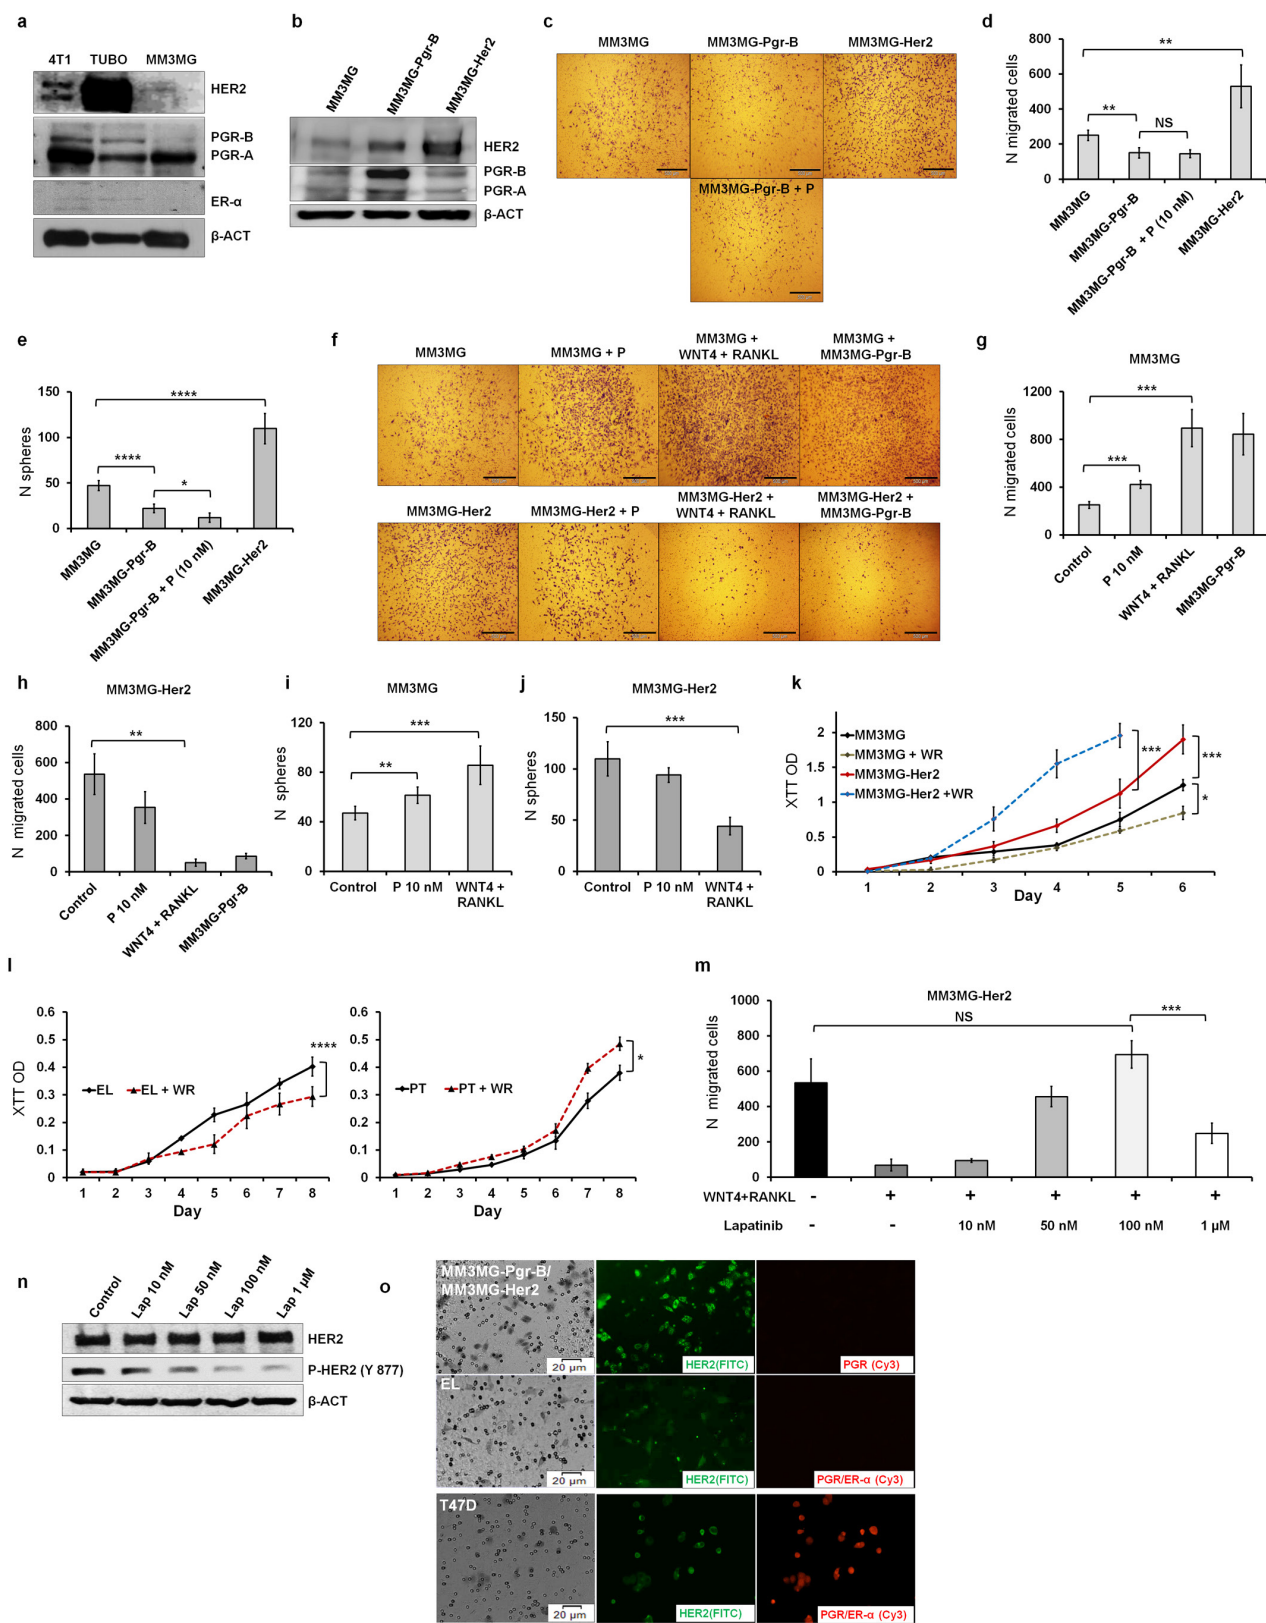 a
4T1 TUBO MM3MG
HER2
PGR-B
PGR-A
ER-α
β-ACT
b
MM3MG
MM3MG-Pgr-B
MM3MG-Her2
HER2
PGR-B
PGR-A
β-ACT
c
MM3MG
MM3MG-Pgr-B
MM3MG-Her2
MM3MG-Pgr-B + P
d
N migrated cells
800
600
400
200
0
**
**
NS
MM3MG
MM3MG-Pgr-B
MM3MG-Pgr-B + P (10 nM)
MM3MG-Her2
e
N spheres
150
100
50
0
****
****
*
MM3MG
MM3MG-Pgr-B
MM3MG-Pgr-B + P (10 nM)
MM3MG-Her2
f
MM3MG
MM3MG + P
MM3MG +
WNT4 + RANKL
MM3MG +
MM3MG-Pgr-B
MM3MG-Her2
MM3MG-Her2 + P
MM3MG-Her2 +
WNT4 + RANKL
MM3MG-Her2 +
MM3MG-Pgr-B
g
MM3MG
N migrated cells
1200
800
400
0
***
***
Control
P 10 nM
WNT4 + RANKL
MM3MG-Pgr-B
h
MM3MG-Her2
N migrated cells
800
600
400
200
0
**
Control
P 10 nM
WNT4 + RANKL
MM3MG-Pgr-B
i
MM3MG
N spheres
120
80
40
0
***
**
Control
P 10 nM
WNT4 +
RANKL
j
MM3MG-Her2
N spheres
150
100
50
0
***
Control
P 10 nM
WNT4 +
RANKL
k
XTT OD
2
1.5
1
0.5
0
MM3MG
MM3MG + WR
MM3MG-Her2
MM3MG-Her2 +WR
***
***
*
1 2 3 4 5 6
Day
l
XTT OD
0.6
0.5
0.4
0.3
0.2
0.1
0
EL
EL + WR
****
1 2 3 4 5 6 7 8
Day
0.6
0.5
0.4
0.3
0.2
0.1
0
PT
PT + WR
*
1 2 3 4 5 6 7 8
Day
m
MM3MG-Her2
N migrated cells
1000
800
600
400
200
0
NS
***
WNT4+RANKL - + + + + +
Lapatinib - - 10 nM 50 nM 100 nM 1 µM
n
Control
Lap 10 nM
Lap 50 nM
Lap 100 nM
Lap 1 µM
HER2
P-HER2 (Y 877)
β-ACT
o
MM3MG-Pgr-B/
MM3MG-Her2
20 µm
HER2(FITC)
PGR (Cy3)
EL
20 µm
HER2(FITC)
PGR/ER-α (Cy3)
T47D
20 µm
HER2(FITC)
PGR/ER-α (Cy3)